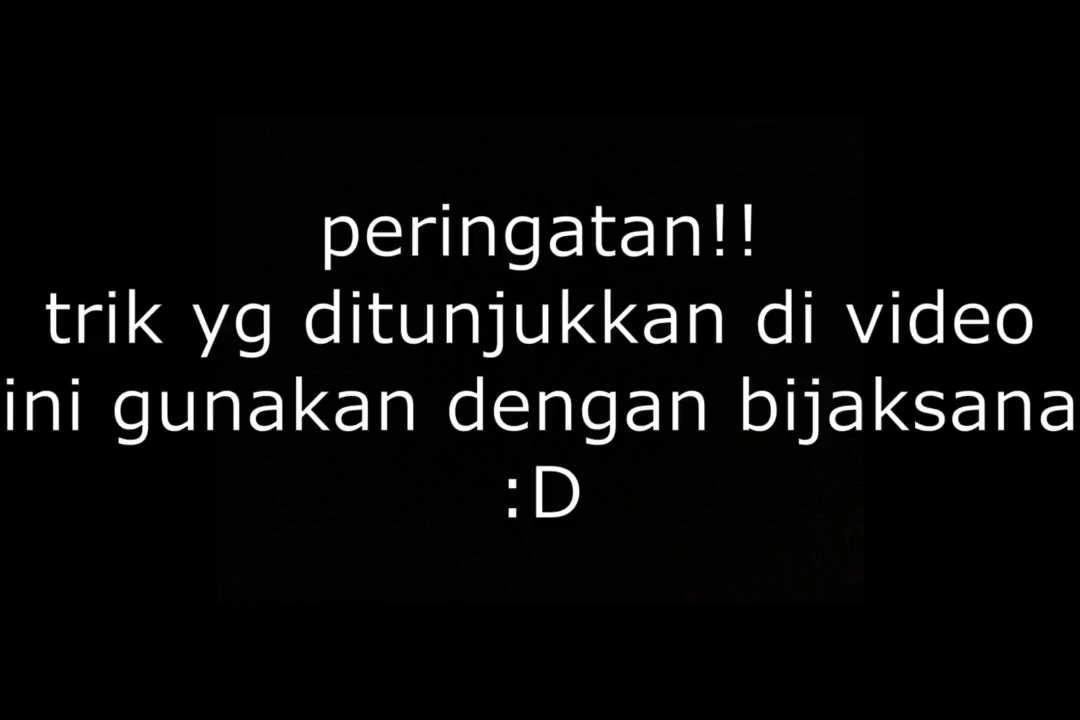 peringatan!!
trik yg ditunjukkan di video
ini gunakan dengan bijaksana
:D